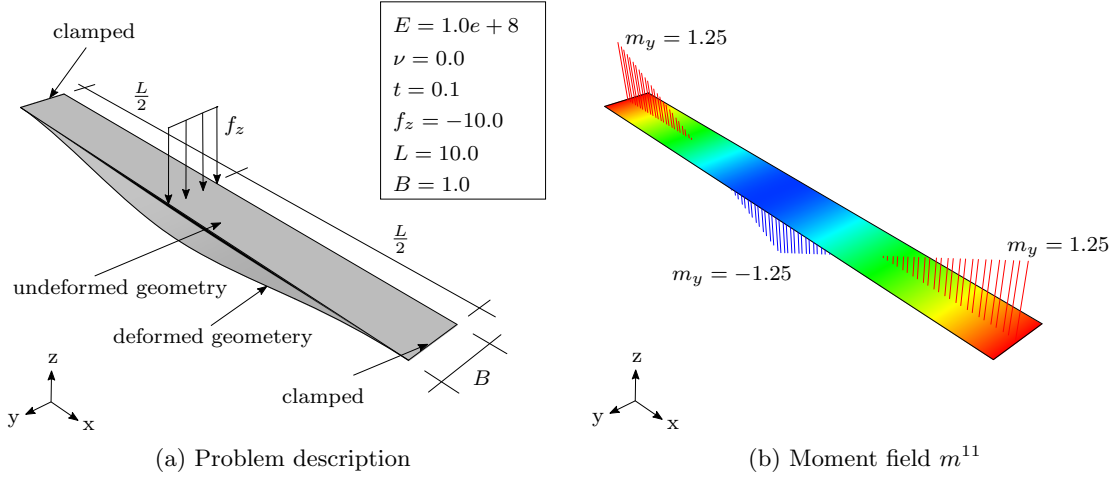 clamped
L/2
f_z
E = 1.0e + 8
ν = 0.0
t = 0.1
f_z = −10.0
L = 10.0
B = 1.0
L/2
undeformed geometry
deformed geometery
clamped
B
z
y
x
(a) Problem description
m_y = 1.25
m_y = −1.25
m_y = 1.25
z
y
x
(b) Moment field m^{11}